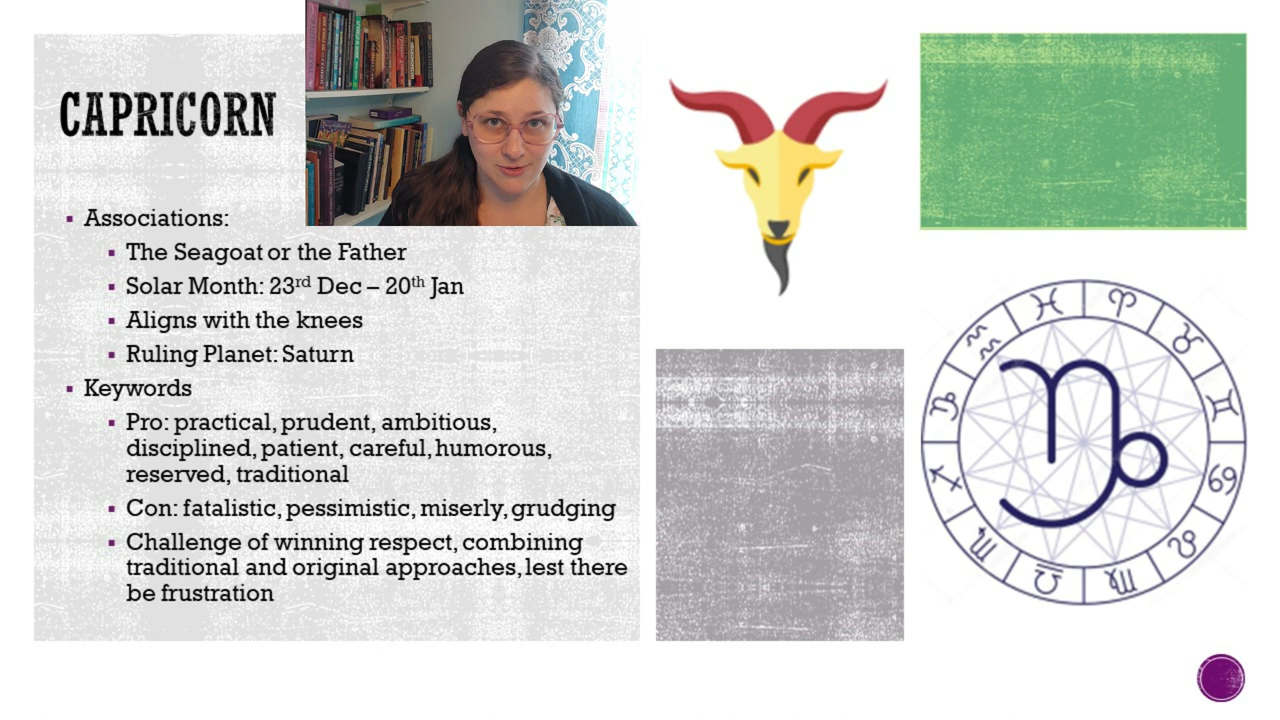 CAPRICORN
Associations:
The Seagoat or the Father
Solar Month: 23rd Dec – 20th Jan
Aligns with the knees
Ruling Planet: Saturn
Keywords
Pro: practical, prudent, ambitious,
disciplined, patient, careful, humorous,
reserved, traditional
Con: fatalistic, pessimistic, miserly, grudging
Challenge of winning respect, combining
traditional and original approaches, lest there
be frustration